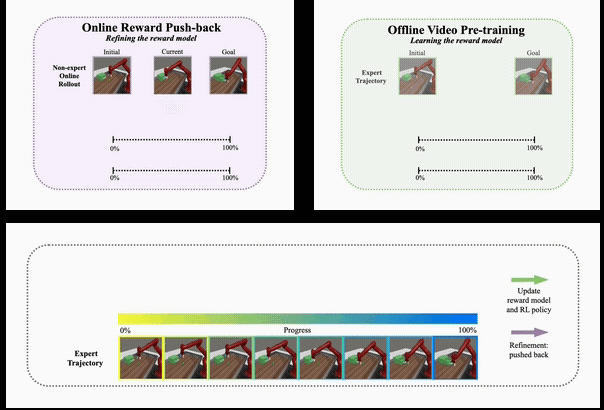 Online Reward Push-back
Refining the reward model
Initial Current Goal
Non-expert
Online
Rollout
0% 100%
0% 100%
Offline Video Pre-training
Learning the reward model
Initial Goal
Expert
Trajectory
0% 100%
0% 100%
0% Progress 100%
Expert
Trajectory
Update
reward model
and RL policy
Refinement:
pushed back